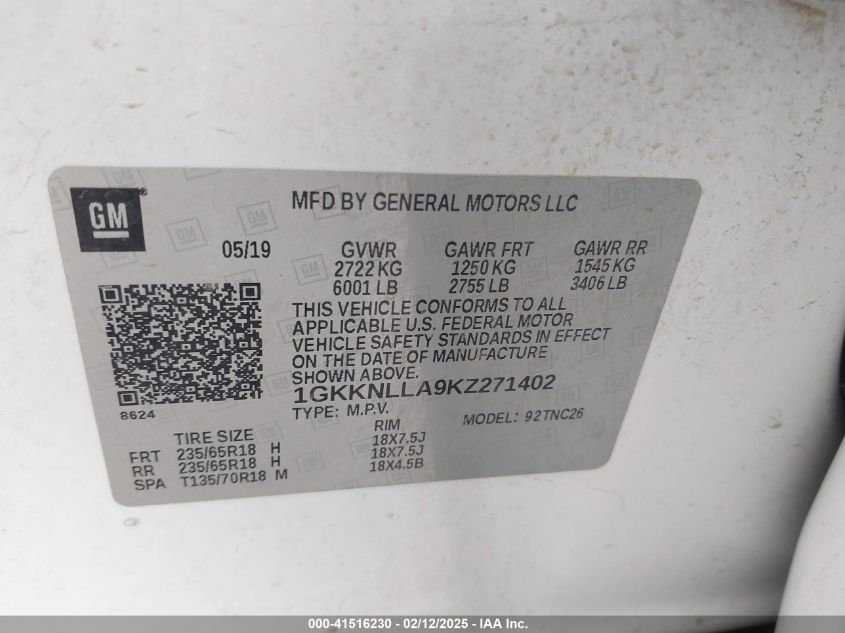 GM
MFD BY GENERAL MOTORS LLC
05/19 GVWR GAWR FRT GAWR RR
2722 KG 1250 KG 1545 KG
6001 LB 2755 LB 3406 LB
THIS VEHICLE CONFORMS TO ALL
APPLICABLE U.S. FEDERAL MOTOR
VEHICLE SAFETY STANDARDS IN EFFECT
ON THE DATE OF MANUFACTURE
SHOWN ABOVE.
1GKKNLLA9KZ271402
8624
TYPE: M.P.V. MODEL: 92TNC26
TIRE SIZE RIM
FRT 235/65R18 H 18X7.5J
RR 235/65R18 H 18X7.5J
SPA T135/70R18 M 18X4.5B
000-41516230 - 02/12/2025 - IAA Inc.